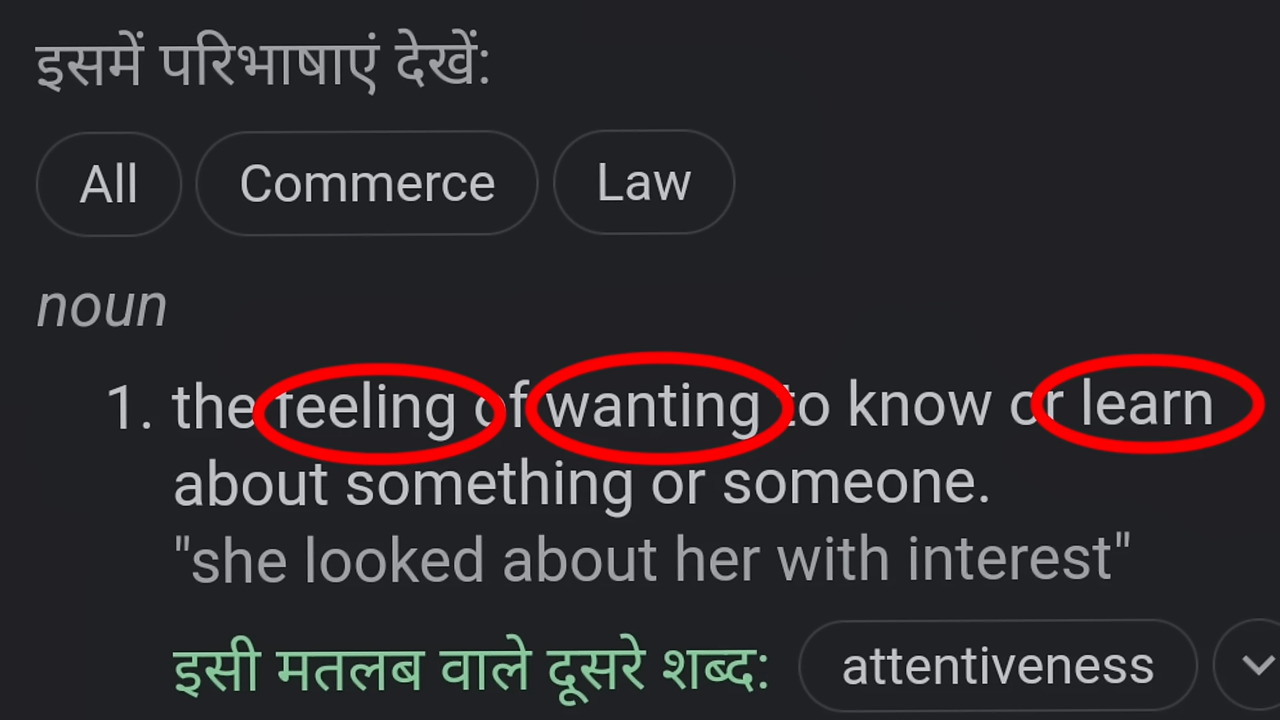 इसमें परिभाषाएं देखें:
All Commerce Law
noun
1. the feeling of wanting to know or learn
about something or someone.
"she looked about her with interest"
इसी मतलब वाले दूसरे शब्द: attentiveness